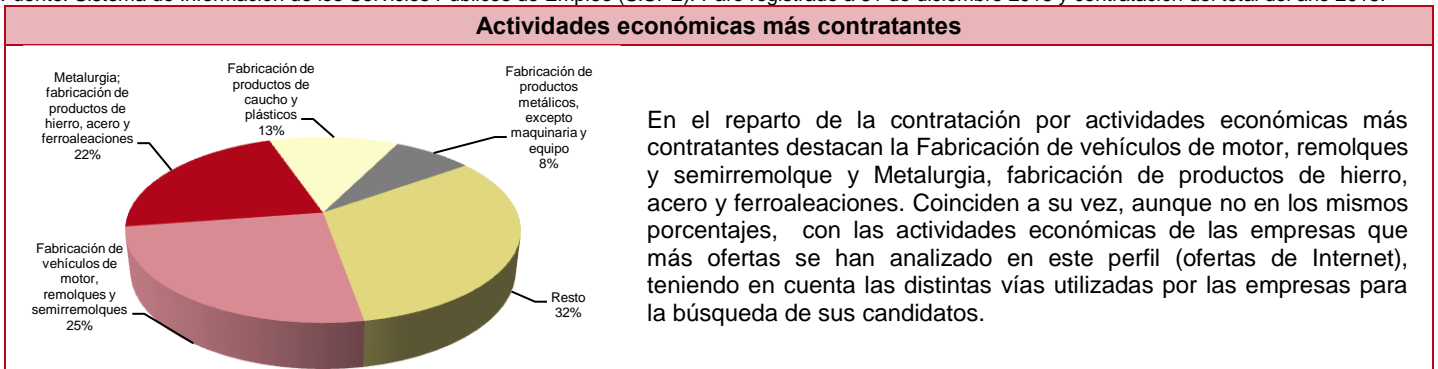 Actividades económicas más contratantes
Metalurgia;
fabricación de
productos de
hierro, acero y
ferroaleaciones
22%
Fabricación de
productos de
caucho y
plásticos
13%
Fabricación de
productos
metálicos,
excepto
maquinaria y
equipo
8%
Fabricación de
vehículos de
motor,
remolques y
semirremolques
25%
Resto
32%
En el reparto de la contratación por actividades económicas más
contratantes destacan la Fabricación de vehículos de motor, remolques
y semirremolque y Metalurgia, fabricación de productos de hierro,
acero y ferroaleaciones. Coinciden a su vez, aunque no en los mismos
porcentajes, con las actividades económicas de las empresas que
más ofertas se han analizado en este perfil (ofertas de Internet),
teniendo en cuenta las distintas vías utilizadas por las empresas para
la búsqueda de sus candidatos.